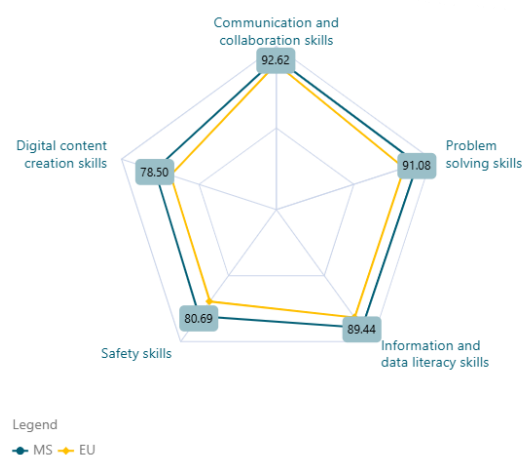 Communication and
collaboration skills
92.62
Digital content
creation skills
78.50
Problem
solving skills
91.08
80.69
89.44
Safety skills
Information and
data literacy skills
Legend
MS EU